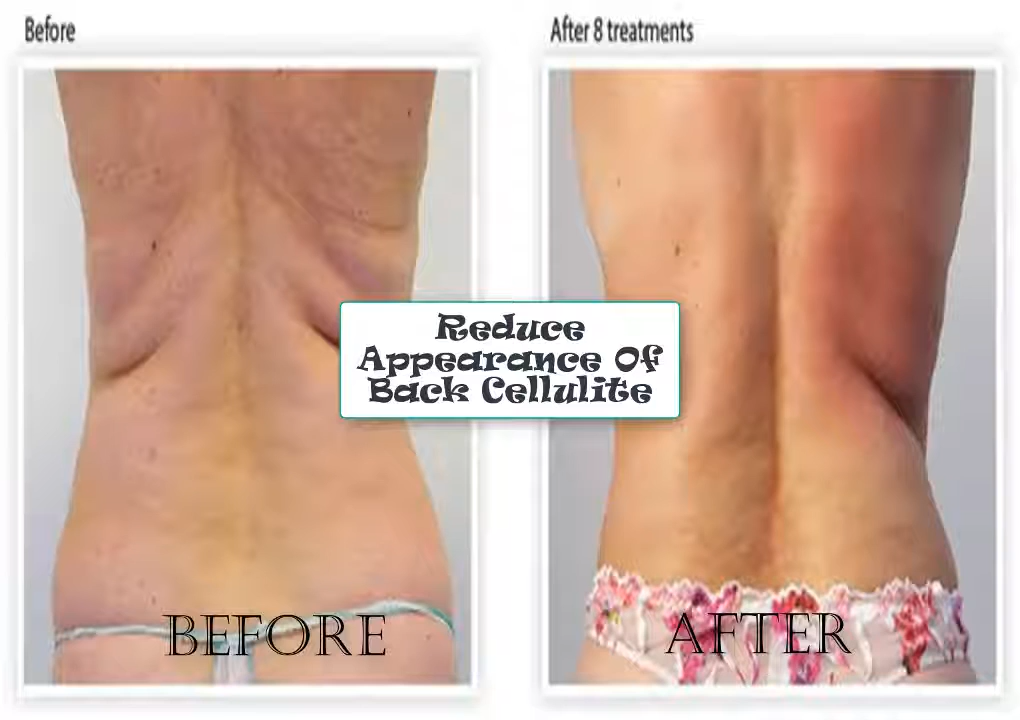 Before
After 8 treatments
Reduce
Appearance Of
Back Cellulite
BEFORE
AFTER